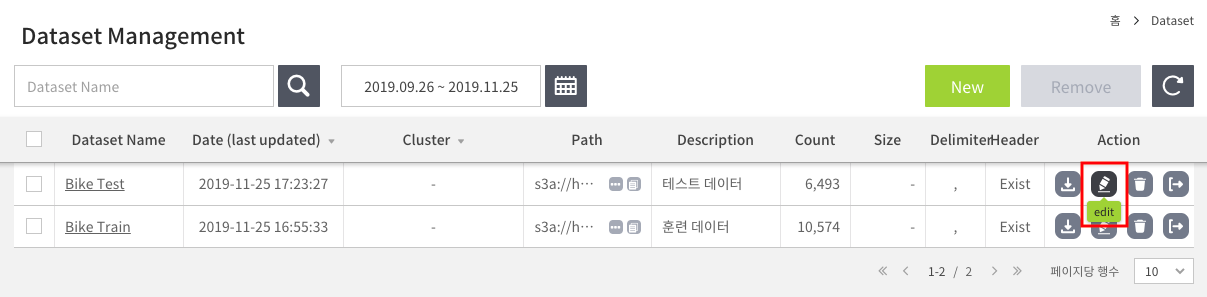 홈 > Dataset
Dataset Management
Dataset Name
2019.09.26 ~ 2019.11.25
New
Remove
Dataset Name Date (last updated) Cluster Path Description Count Size Delimiter Header Action
Bike Test 2019-11-25 17:23:27 - s3a://h··· 테스트 데이터 6,493 - , Exist
edit
Bike Train 2019-11-25 16:55:33 - s3a://h··· 훈련 데이터 10,574 - , Exist
1-2 / 2 페이지당 행수 10